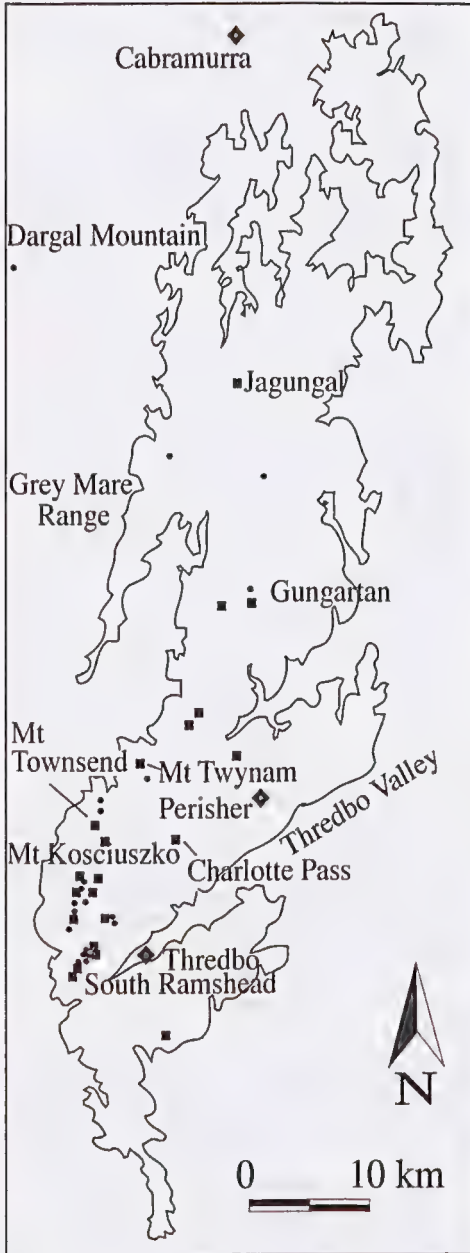 Cabramurra
Dargal Mountain
Jagungal
Grey Mare
Range
Gungartan
Mt
Townsend
Mt Twynam
Perisher
Thredbo Valley
Mt Kosciuszko
Charlotte Pass
Thredbo
South Ramshead
N
0 10 km